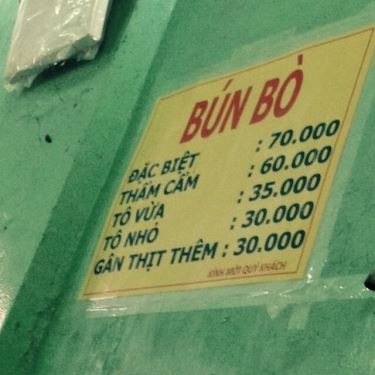 BÚN BÒ
ĐẶC BIỆT : 70.000
THẬP CẨM : 60.000
TÔ VỪA : 35.000
TÔ NHỎ : 30.000
GÂN THỊT THÊM : 30.000
KÍNH MỜI QUÝ KHÁCH